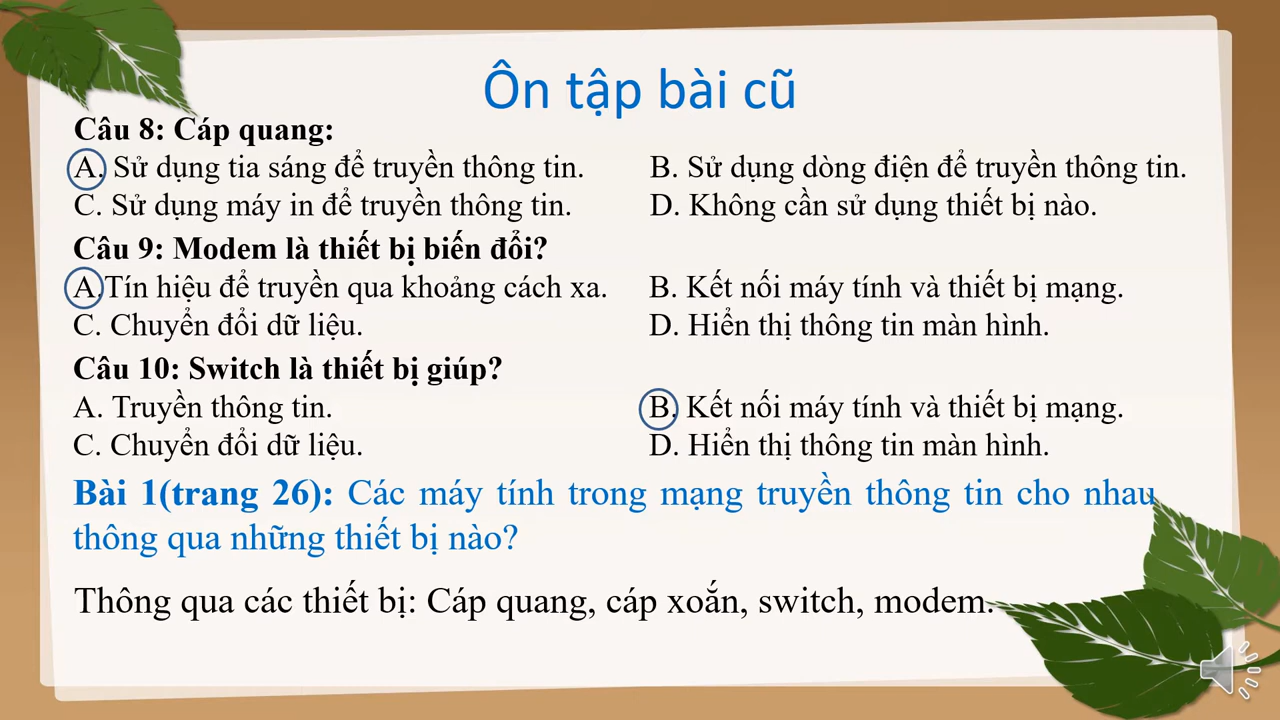 Ôn tập bài cũ
Câu 8: Cáp quang:
A. Sử dụng tia sáng để truyền thông tin. B. Sử dụng dòng điện để truyền thông tin.
C. Sử dụng máy in để truyền thông tin. D. Không cần sử dụng thiết bị nào.
Câu 9: Modem là thiết bị biến đổi?
A.Tín hiệu để truyền qua khoảng cách xa. B. Kết nối máy tính và thiết bị mạng.
C. Chuyển đổi dữ liệu. D. Hiển thị thông tin màn hình.
Câu 10: Switch là thiết bị giúp?
A. Truyền thông tin. B. Kết nối máy tính và thiết bị mạng.
C. Chuyển đổi dữ liệu. D. Hiển thị thông tin màn hình.
Bài 1(trang 26): Các máy tính trong mạng truyền thông tin cho nhau
thông qua những thiết bị nào?
Thông qua các thiết bị: Cáp quang, cáp xoắn, switch, modem.